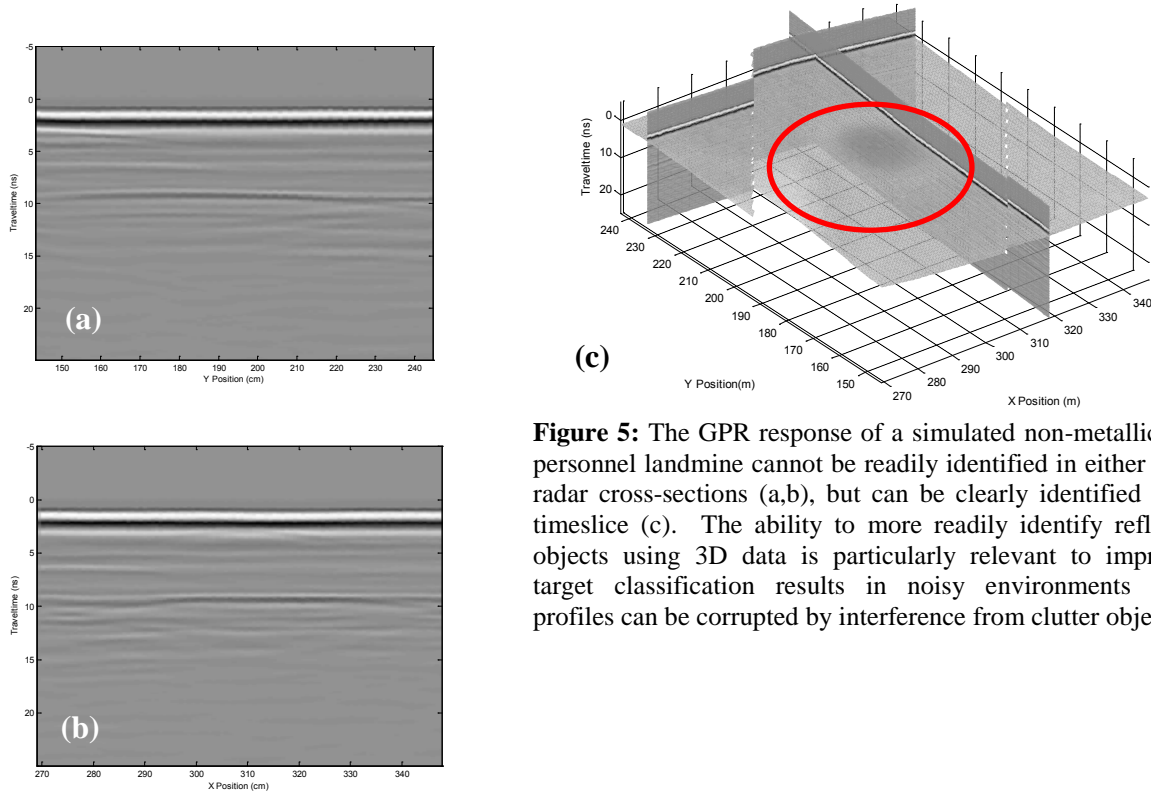 -5
0
5
10
15
20
Traveltime (ns)
(a)
150 160 170 180 190 200 210 220 230 240
Y Position (cm)
-5
0
5
10
15
20
Traveltime (ns)
(b)
270 280 290 300 310 320 330 340
X Position (cm)
0
10
20
Traveltime (ns)
240
230
220
210
200
190
180
170
160
150
Y Position(m)
270
280
290
300
310
320
330
340
X Position (m)
(c)
Figure 5: The GPR response of a simulated non-metallic
personnel landmine cannot be readily identified in either
radar cross-sections (a,b), but can be clearly identified
timeslice (c). The ability to more readily identify refl
objects using 3D data is particularly relevant to impr
target classification results in noisy environments
profiles can be corrupted by interference from clutter obje